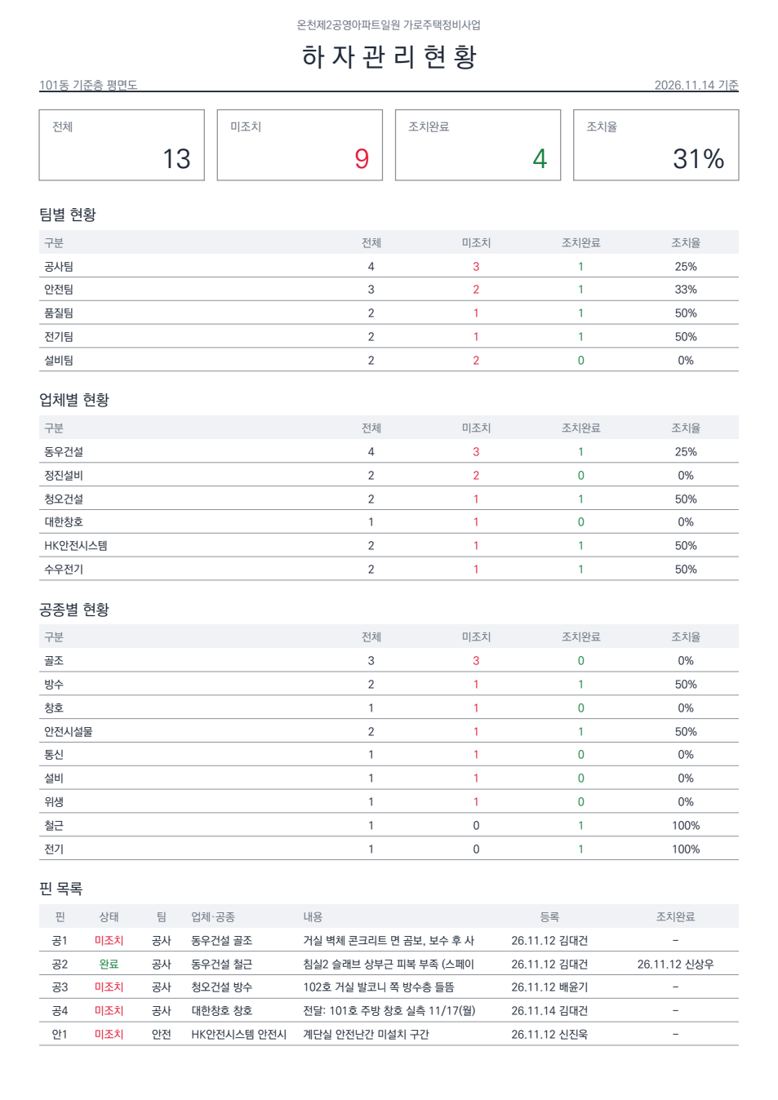 온천제2공영아파트일원 가로주택정비사업
하자관리현황
101동 기준층 평면도 2026.11.14 기준
전체 미조치 조치완료 조치율
13 9 4 31%
팀별 현황
구분 전체 미조치 조치완료 조치율
공사팀 4 3 1 25%
안전팀 3 2 1 33%
품질팀 2 1 1 50%
전기팀 2 1 1 50%
설비팀 2 2 0 0%
업체별 현황
구분 전체 미조치 조치완료 조치율
동우건설 4 3 1 25%
정진설비 2 2 0 0%
청오건설 2 1 1 50%
대한창호 1 1 0 0%
HK안전시스템 2 1 1 50%
수우전기 2 1 1 50%
공종별 현황
구분 전체 미조치 조치완료 조치율
골조 3 3 0 0%
방수 2 1 1 50%
창호 1 1 0 0%
안전시설물 2 1 1 50%
통신 1 1 0 0%
설비 1 1 0 0%
위생 1 1 0 0%
철근 1 0 1 100%
전기 1 0 1 100%
핀 목록
핀 상태 팀 업체·공종 내용 등록 조치완료
공1 미조치 공사 동우건설 골조 거실 벽체 콘크리트 면 곰보, 보수 후 사 26.11.12 김대건 –
공2 완료 공사 동우건설 철근 침실2 슬래브 상부근 피복 부족 (스페이 26.11.12 김대건 26.11.12 신상우
공3 미조치 공사 청오건설 방수 102호 거실 발코니 쪽 방수층 들뜸 26.11.12 배윤기 –
공4 미조치 공사 대한창호 창호 전달: 101호 주방 창호 실측 11/17(월) 26.11.14 김대건 –
안1 미조치 안전 HK안전시스템 안전시 계단실 안전난간 미설치 구간 26.11.12 신진욱 –